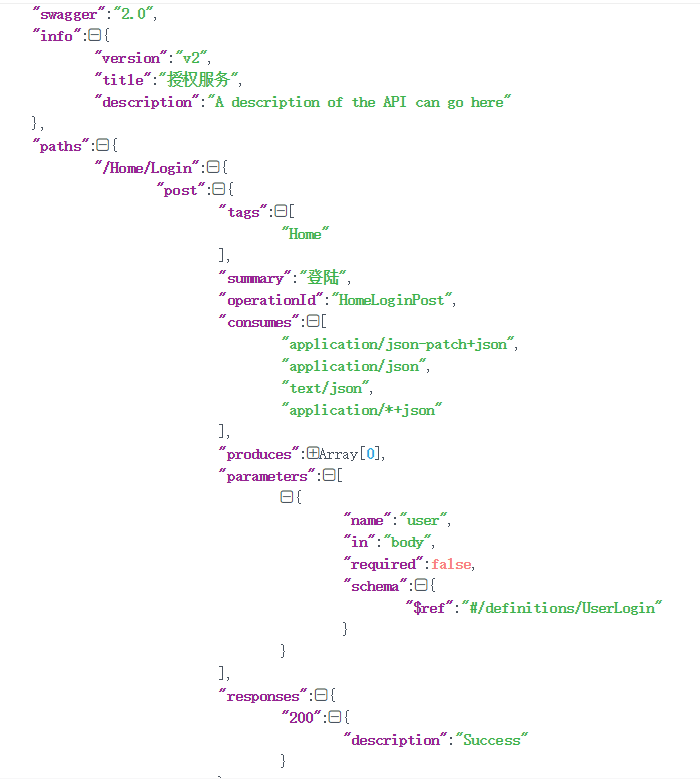 "swagger":"2.0",
"info":{
"version":"v2",
"title":"授权服务",
"description":"A description of the API can go here"
},
"paths":{
"/Home/Login":{
"post":{
"tags":[
"Home"
],
"summary":"登陆",
"operationId":"HomeLoginPost",
"consumes":[
"application/json-patch+json",
"application/json",
"text/json",
"application/*+json"
],
"produces":Array[0],
"parameters":[
{
"name":"user",
"in":"body",
"required":false,
"schema":{
"$ref":"#/definitions/UserLogin"
}
}
],
"responses":{
"200":{
"description":"Success"
}